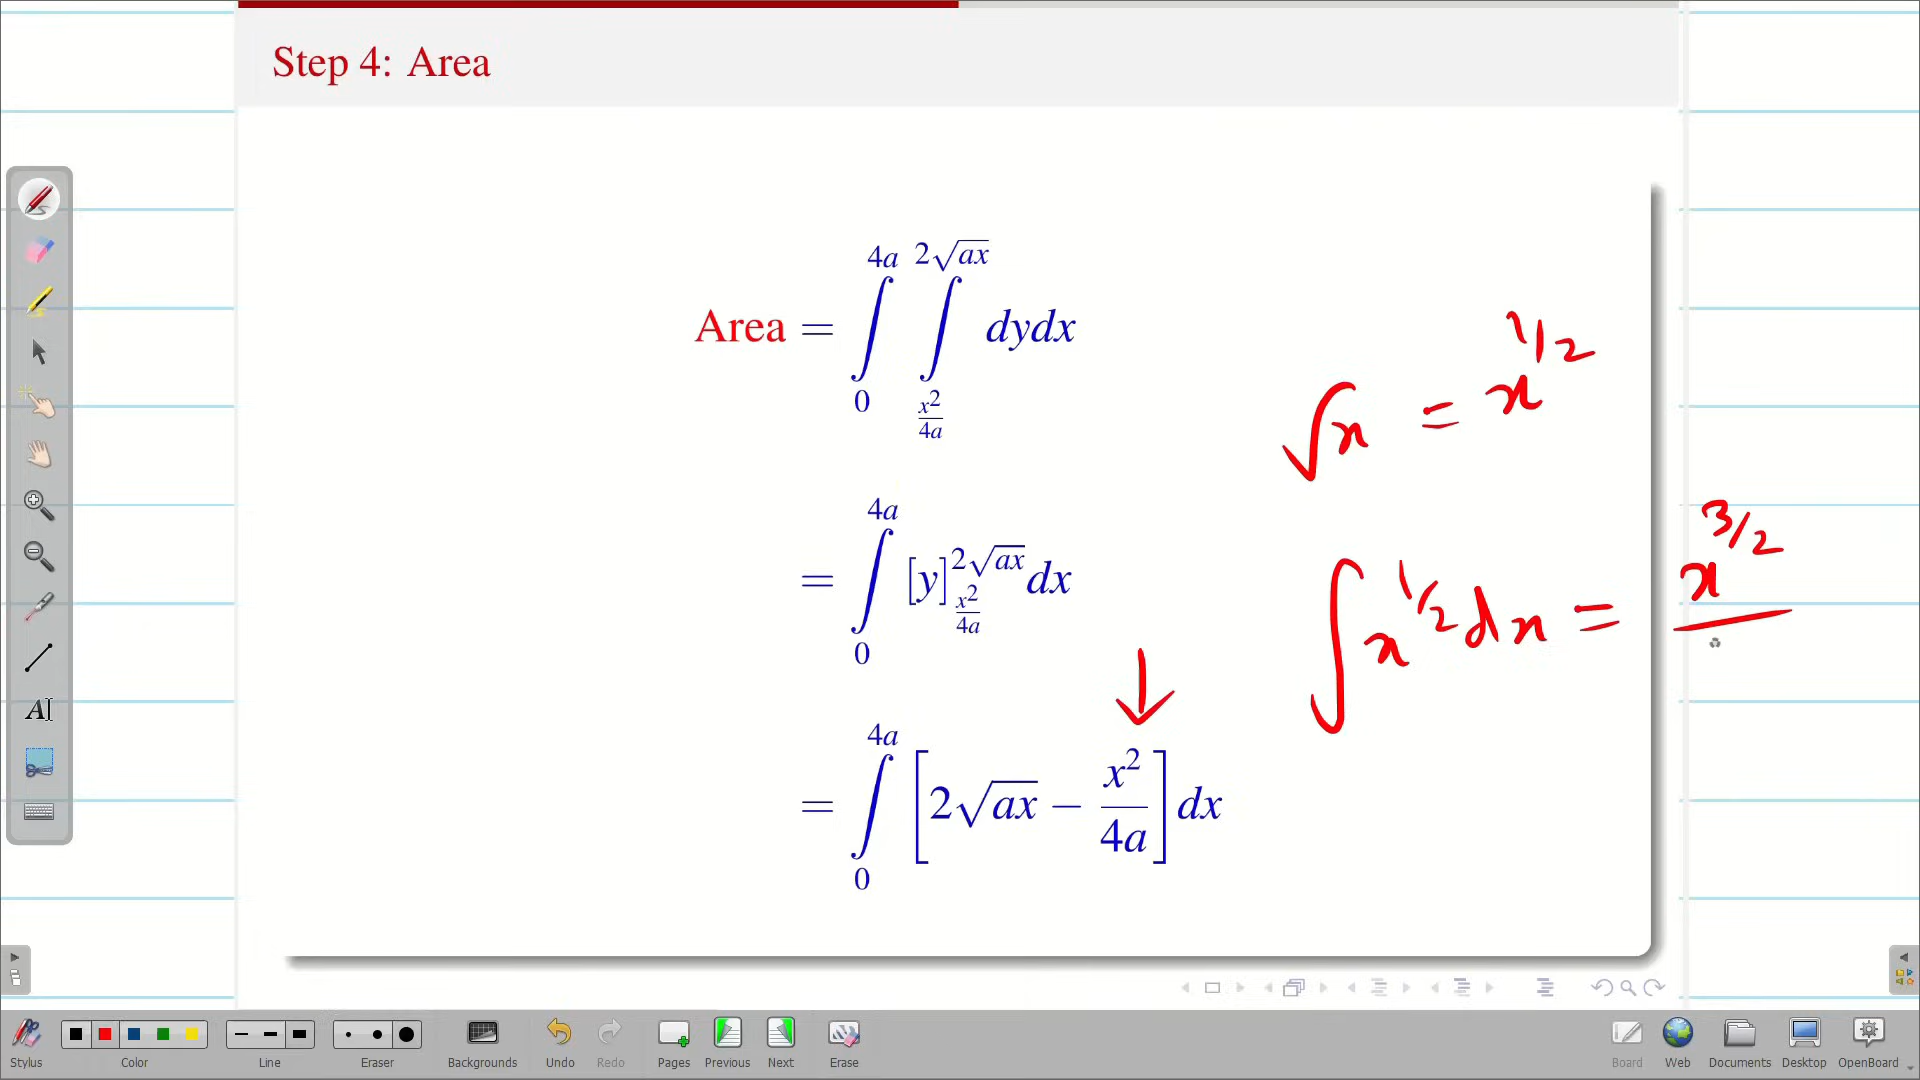 Step 4: Area
Area = ∫_0^{4a} ∫_{x²/4a}^{2√ax} dydx
√x = x^{1/2}
= ∫_0^{4a} [y]_{x²/4a}^{2√ax} dx
∫ x^{1/2} dx = x^{3/2}
= ∫_0^{4a} [2√ax − x²/4a] dx
Stylus Color Line Eraser Backgrounds Undo Redo Pages Previous Next Erase Board Web Documents Desktop OpenBoard